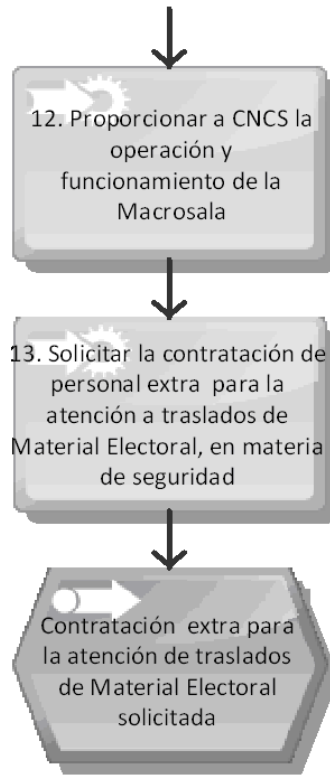 12. Proporcionar a CNCS la
operación y
funcionamiento de la
Macrosala
13. Solicitar la contratación de
personal extra para la
atención a traslados de
Material Electoral, en materia
de seguridad
Contratación extra para
la atención de traslados
de Material Electoral
solicitada